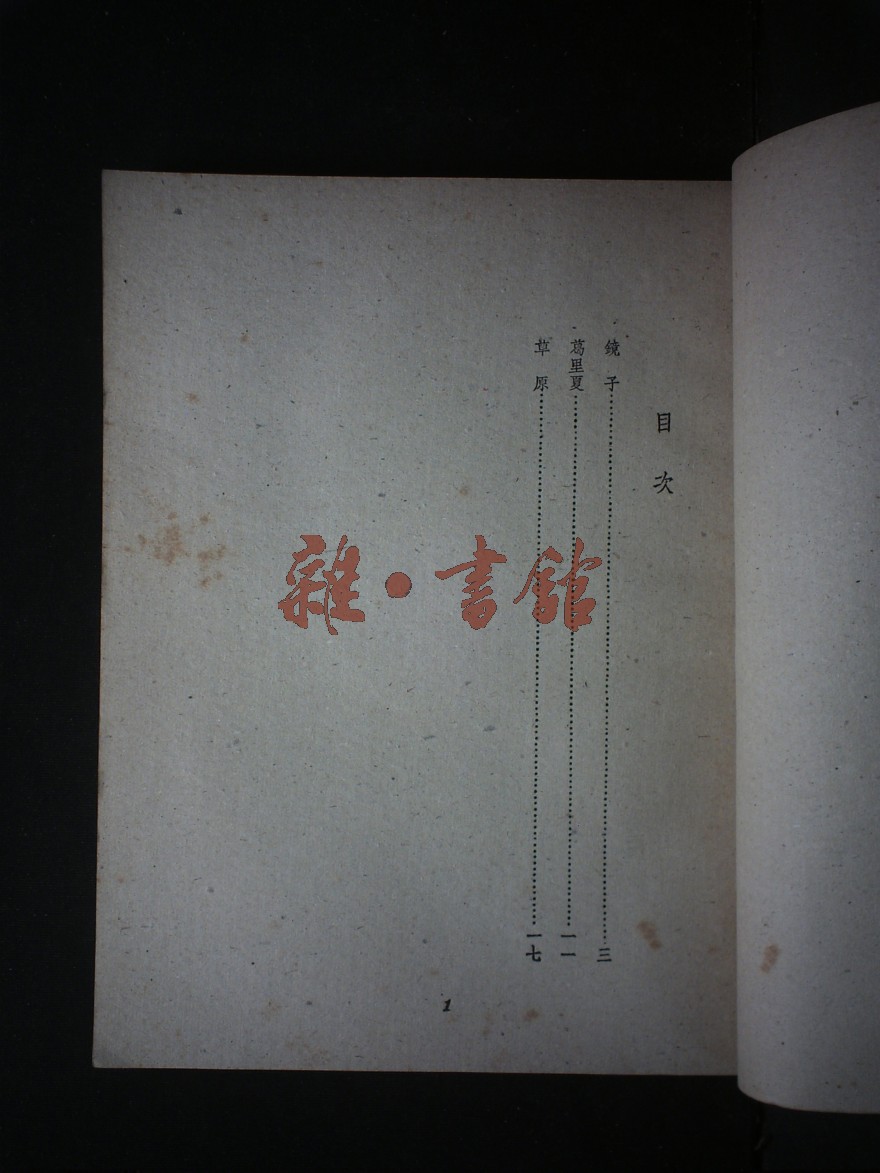 目次
鏡子……三
葛里夏……一一
草原……一七
1
雜·書館